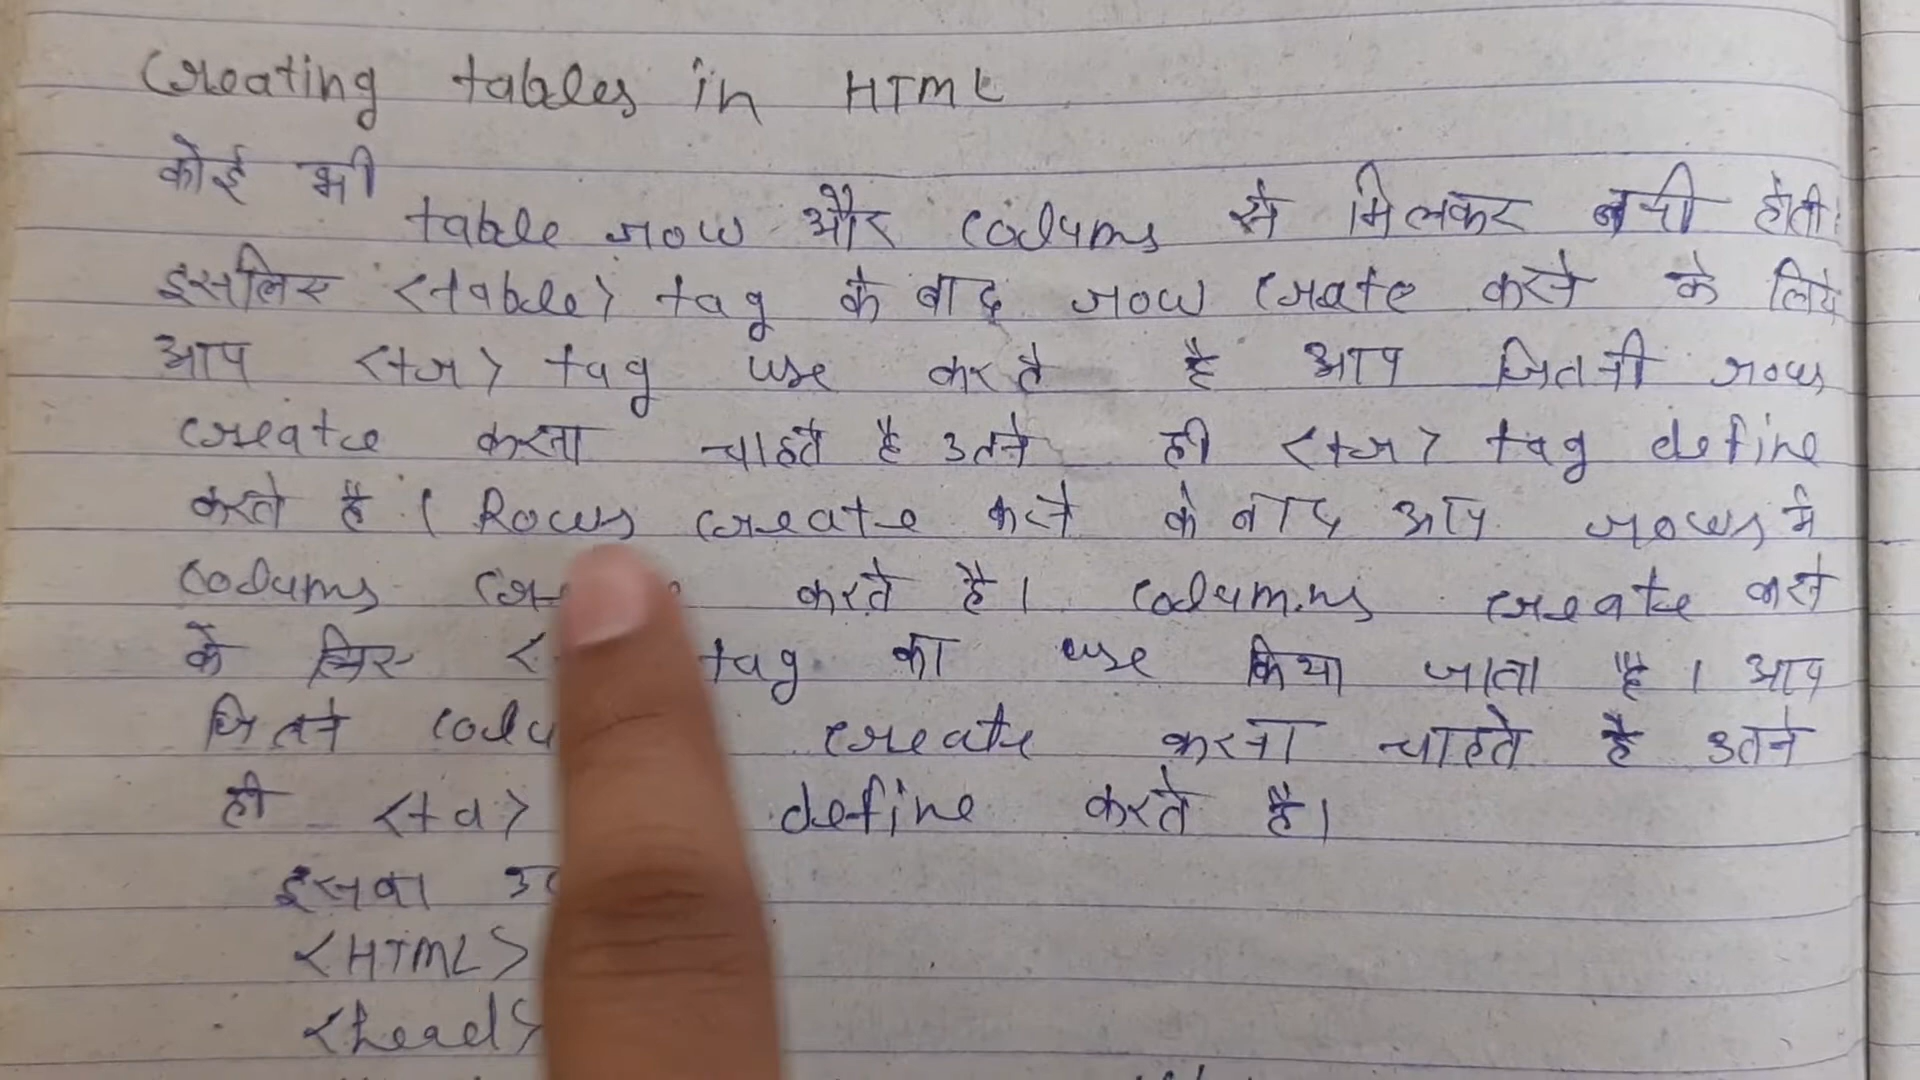 Creating tables in HTML
कोई भी
table row और colums से मिलकर बनी होती।
इसलिए <table> tag के बाद row Crate करने के लिये
आप <tr> tag use करते है आप जितनी rows
create करना चाहते है उतने ही <tr> tag define
करते है । Rows create करने के बाद आप rows में
colums करते है। columns create करने
के लिए < tag का use किया जाता है । आप
जितने create करना चाहते है उतने
ही <td> define करते है।
इसका
<HTML>
<head>